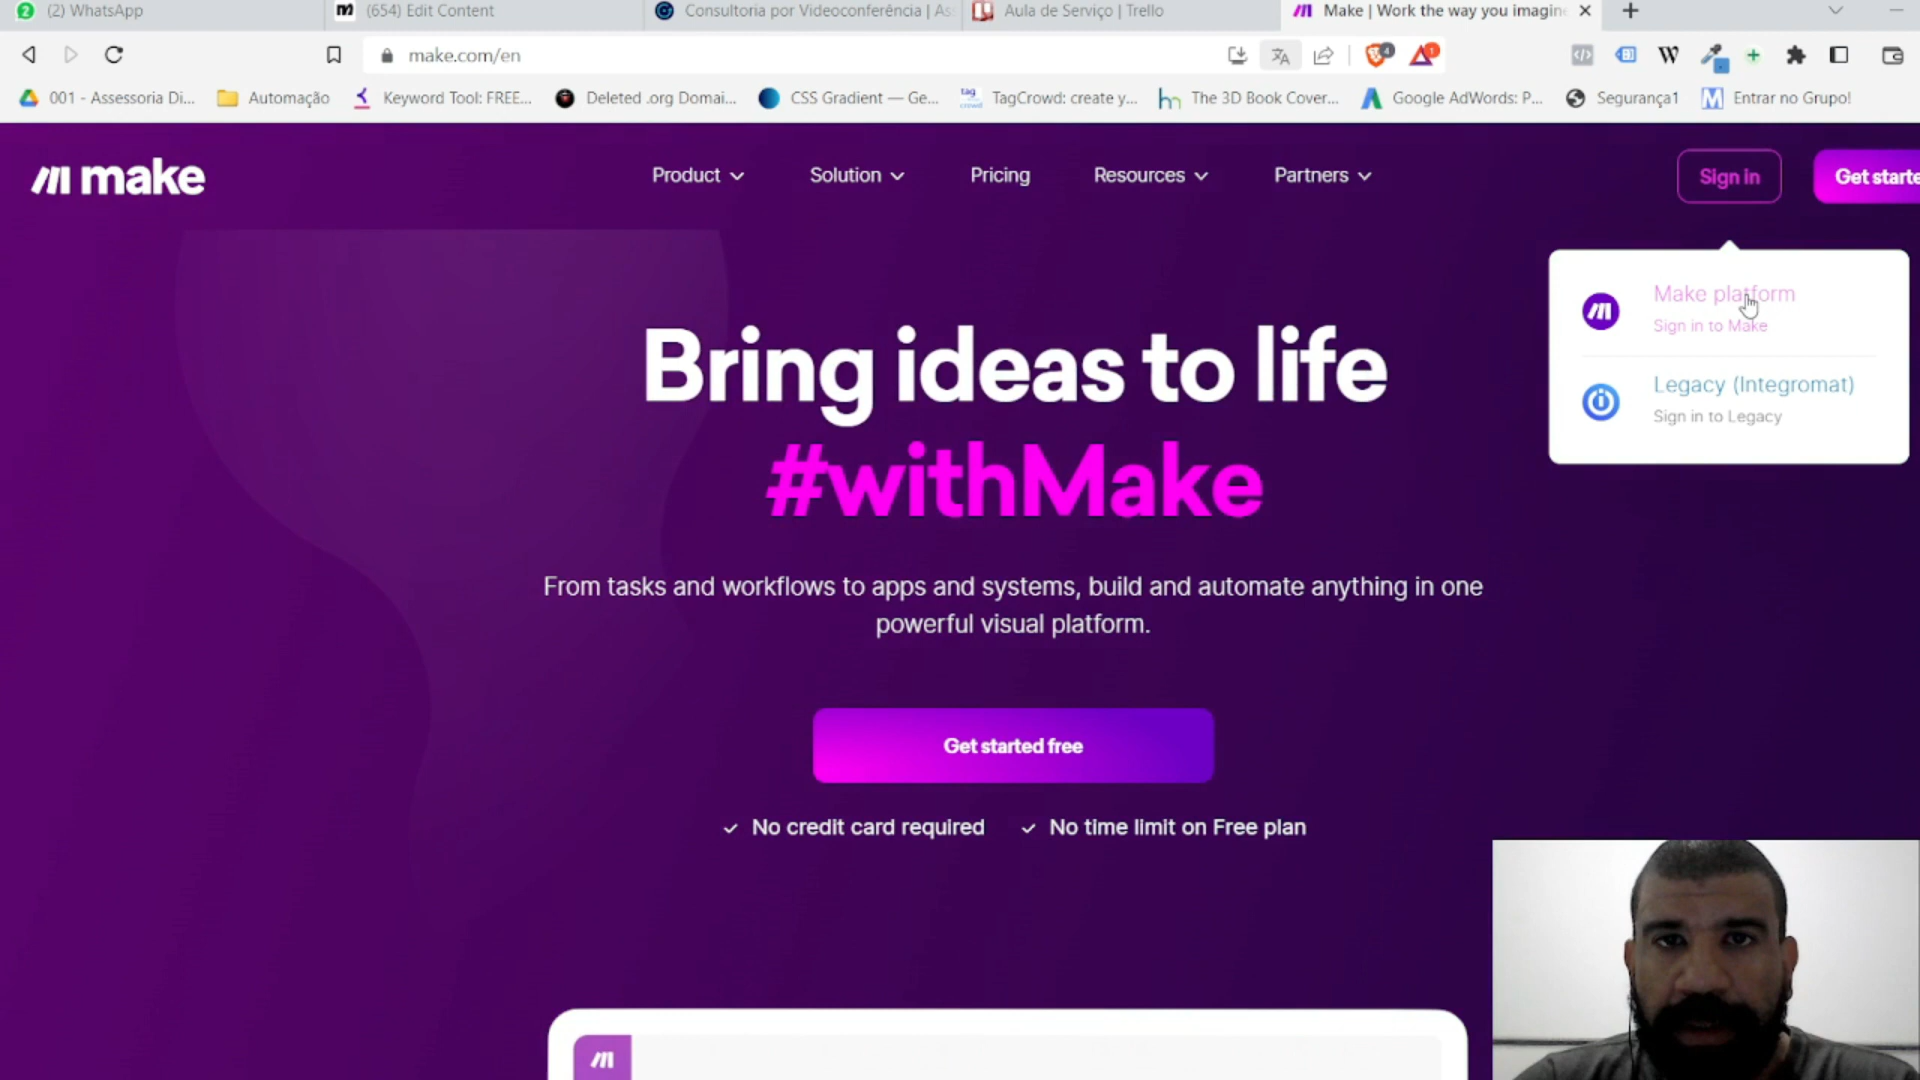 (2) WhatsApp
(654) Edit Content
Consultoria por Videoconferência | As
Aula de Serviço | Trello
Make | Work the way you imagin
make.com/en
4
1
001 - Assessoria Di...
Automação
Keyword Tool: FREE...
Deleted .org Domai...
CSS Gradient — Ge...
tag crowd
TagCrowd: create y...
The 3D Book Cover...
Google AdWords: P...
Segurança1
Entrar no Grupo!
make
Product
Solution
Pricing
Resources
Partners
Sign in
Get starte
Make platform
Sign in to Make
Legacy (Integromat)
Sign in to Legacy
Bring ideas to life
#withMake
From tasks and workflows to apps and systems, build and automate anything in one
powerful visual platform.
Get started free
No credit card required
No time limit on Free plan